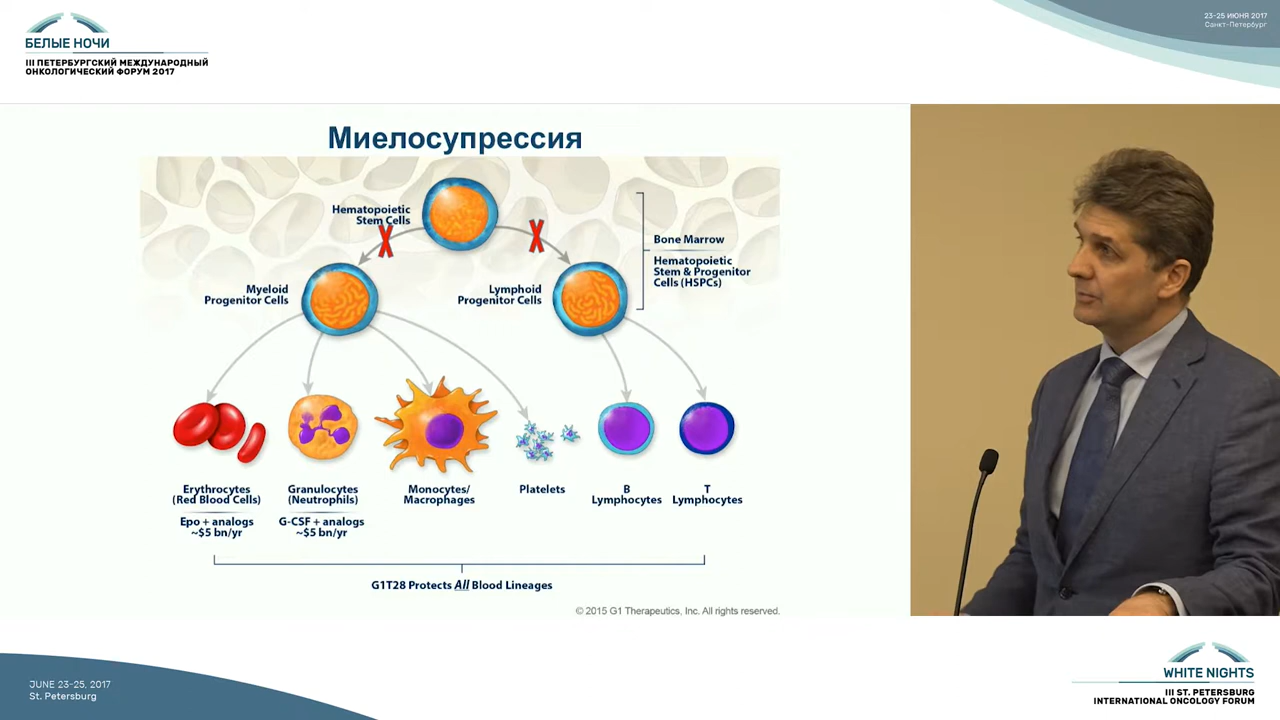 БЕЛЫЕ НОЧИ
III ПЕТЕРБУРГСКИЙ МЕЖДУНАРОДНЫЙ
ОНКОЛОГИЧЕСКИЙ ФОРУМ 2017
23-25 ИЮНЯ 2017
Санкт-Петербург
Миелосупрессия
Hematopoietic
Stem Cells
Bone Marrow
Hematopoietic
Stem & Progenitor
Cells (HSPCs)
Myeloid
Progenitor Cells
Lymphoid
Progenitor Cells
Erythrocytes
(Red Blood Cells)
Epo + analogs
~$5 bn/yr
Granulocytes
(Neutrophils)
G-CSF + analogs
~$5 bn/yr
Monocytes/
Macrophages
Platelets
B
Lymphocytes
T
Lymphocytes
G1T28 Protects All Blood Lineages
© 2015 G1 Therapeutics, Inc. All rights reserved.
JUNE 23-25, 2017
St. Petersburg
WHITE NIGHTS
III ST. PETERSBURG
INTERNATIONAL ONCOLOGY FORUM